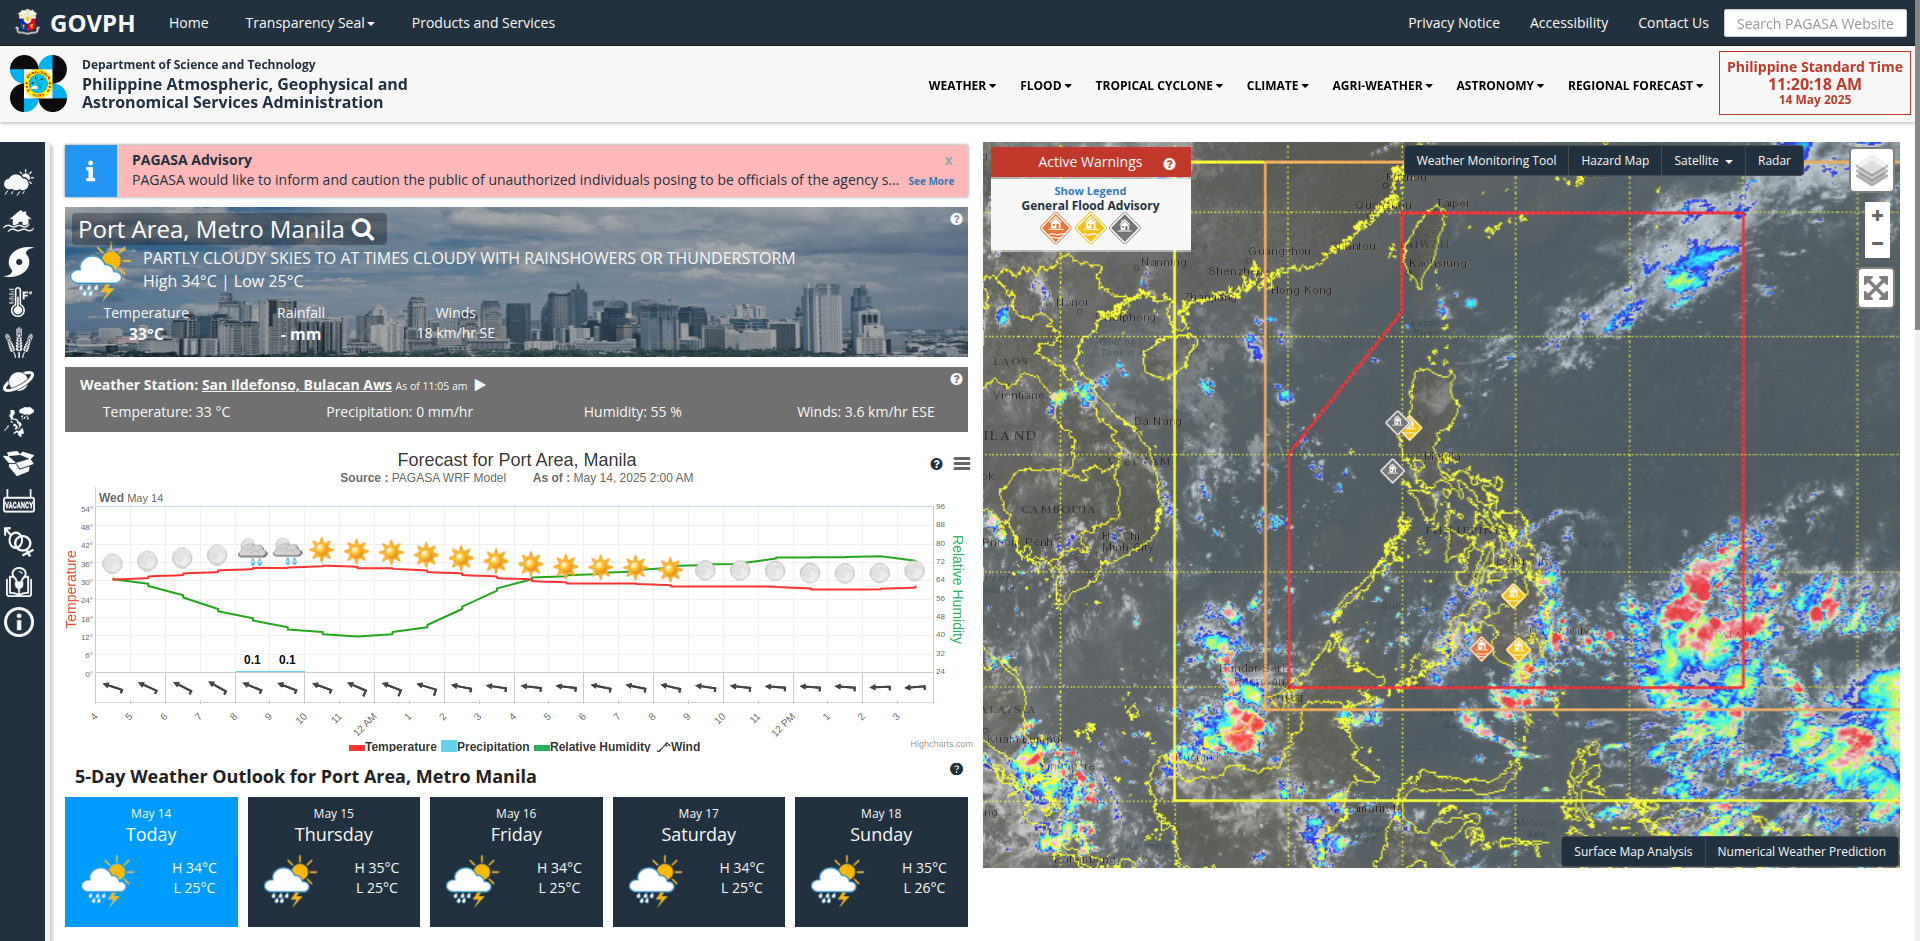 GOVPH
Home
Transparency Seal
Products and Services
Privacy Notice
Accessibility
Contact Us
Search PAGASA Website
Department of Science and Technology
Philippine Atmospheric, Geophysical and
Astronomical Services Administration
WEATHER
FLOOD
TROPICAL CYCLONE
CLIMATE
AGRI-WEATHER
ASTRONOMY
REGIONAL FORECAST
Philippine Standard Time
11:20:18 AM
14 May 2025
VACANCY
PAGASA Advisory
x
PAGASA would like to inform and caution the public of unauthorized individuals posing to be officials of the agency s...
See More
Port Area, Metro Manila
PARTLY CLOUDY SKIES TO AT TIMES CLOUDY WITH RAINSHOWERS OR THUNDERSTORM
High 34°C | Low 25°C
Temperature
Rainfall
Winds
33°C
- mm
18 km/hr SE
Weather Station: San Ildefonso, Bulacan Aws As of 11:05 am
Temperature: 33 °C
Precipitation: 0 mm/hr
Humidity: 55 %
Winds: 3.6 km/hr ESE
Forecast for Port Area, Manila
Source : PAGASA WRF Model
As of : May 14, 2025 2:00 AM
Wed May 14
54°
48°
42°
36°
30°
24°
18°
12°
6°
0°
Temperature
96
88
80
72
64
56
48
40
32
24
Relative Humidity
0.1
0.1
4 5 6 7 8 9 10 11 12 AM 1 2 3 4 5 6 7 8 9 10 11 12 PM 1 2 3
Temperature
Precipitation
Relative Humidity
Wind
Highcharts.com
5-Day Weather Outlook for Port Area, Metro Manila
May 14
Today
H 34°C
L 25°C
May 15
Thursday
H 35°C
L 25°C
May 16
Friday
H 34°C
L 25°C
May 17
Saturday
H 34°C
L 25°C
May 18
Sunday
H 35°C
L 26°C
Active Warnings
Show Legend
General Flood Advisory
Weather Monitoring Tool
Hazard Map
Satellite
Radar
+
−
Taipei
TAIWAN
Kaohsiung
Guangzhou
Shenzhen
Hong Kong
Nanning
Zhanjiang
Hanoi
Haiphong
LAOS
Vientiane
Da Nang
VIETNAM
CAMBODIA
Phnom Penh
Ho Chi
Minh City
Manila
Kuala Lumpur
Kuching
Samarinda
Surface Map Analysis
Numerical Weather Prediction